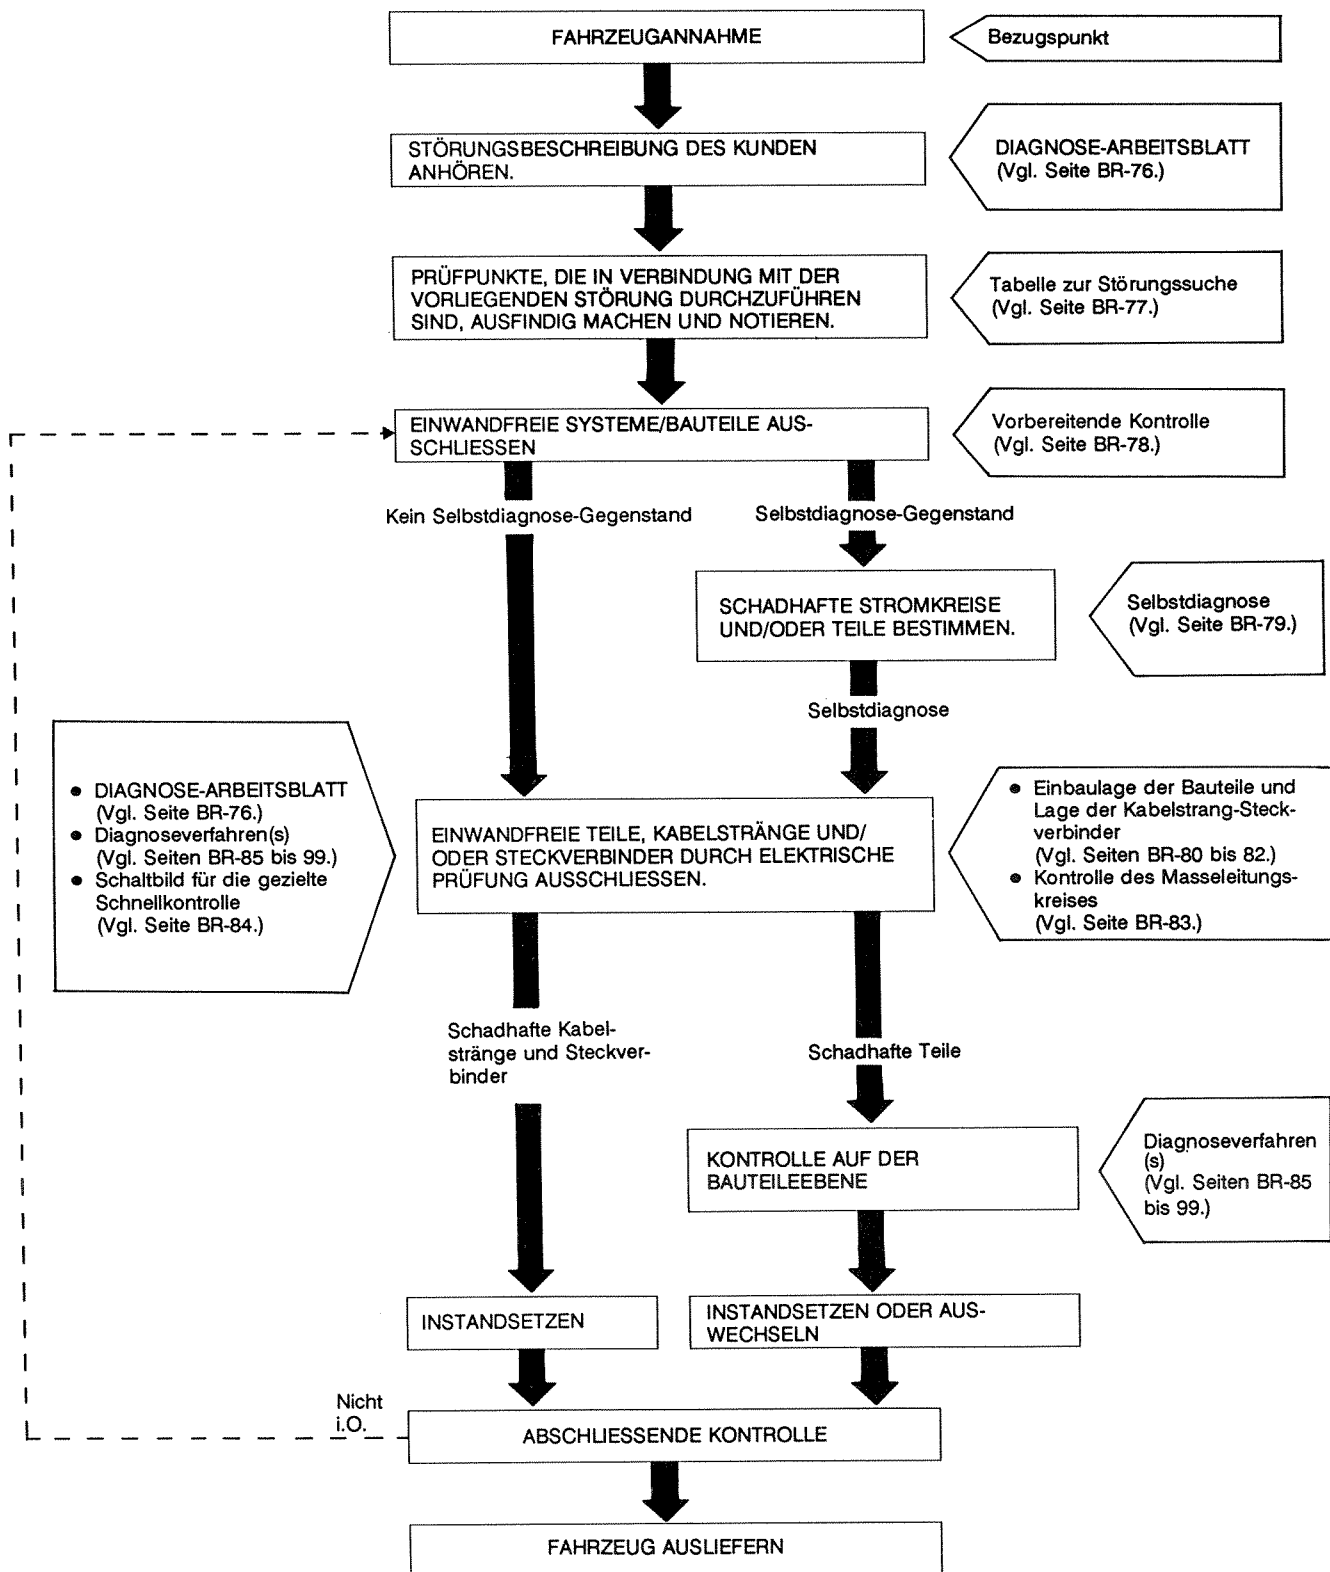 FAHRZEUGANNAHME
Bezugspunkt
STÖRUNGSBESCHREIBUNG DES KUNDEN
ANHÖREN.
DIAGNOSE-ARBEITSBLATT
(Vgl. Seite BR-76.)
PRÜFPUNKTE, DIE IN VERBINDUNG MIT DER
VORLIEGENDEN STÖRUNG DURCHZUFÜHREN
SIND, AUSFINDIG MACHEN UND NOTIEREN.
Tabelle zur Störungssuche
(Vgl. Seite BR-77.)
EINWANDFREIE SYSTEME/BAUTEILE AUS-
SCHLIESSEN
Vorbereitende Kontrolle
(Vgl. Seite BR-78.)
Kein Selbstdiagnose-Gegenstand
Selbstdiagnose-Gegenstand
SCHADHAFTE STROMKREISE
UND/ODER TEILE BESTIMMEN.
Selbstdiagnose
(Vgl. Seite BR-79.)
Selbstdiagnose
● DIAGNOSE-ARBEITSBLATT
(Vgl. Seite BR-76.)
● Diagnoseverfahren(s)
(Vgl. Seiten BR-85 bis 99.)
● Schaltbild für die gezielte
Schnellkontrolle
(Vgl. Seite BR-84.)
EINWANDFREIE TEILE, KABELSTRÄNGE UND/
ODER STECKVERBINDER DURCH ELEKTRISCHE
PRÜFUNG AUSSCHLIESSEN.
● Einbaulage der Bauteile und
Lage der Kabelstrang-Steck-
verbinder
(Vgl. Seiten BR-80 bis 82.)
● Kontrolle des Masseleitungs-
kreises
(Vgl. Seite BR-83.)
Schadhafte Kabel-
stränge und Steckver-
binder
Schadhafte Teile
KONTROLLE AUF DER
BAUTEILEEBENE
Diagnoseverfahren
(s)
(Vgl. Seiten BR-85
bis 99.)
INSTANDSETZEN
INSTANDSETZEN ODER AUS-
WECHSELN
Nicht
i.O.
ABSCHLIESSENDE KONTROLLE
FAHRZEUG AUSLIEFERN